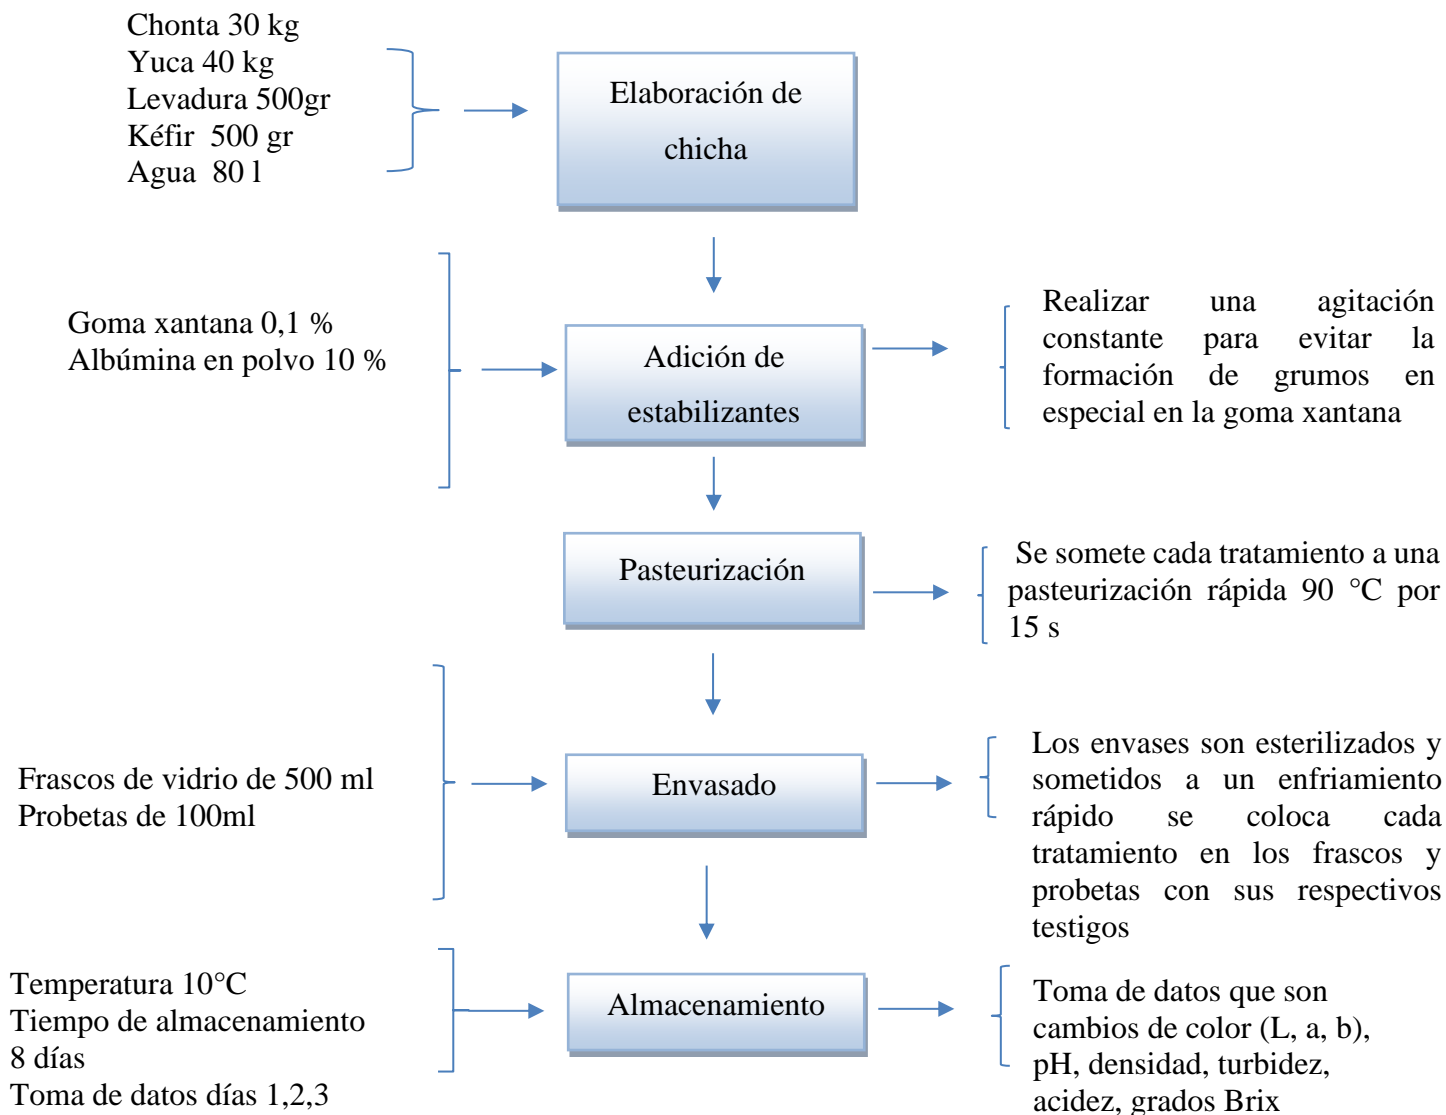 Chonta 30 kg
Yuca 40 kg
Levadura 500gr
Kéfir 500 gr
Agua 80 l
Elaboración de
chicha
Goma xantana 0,1 %
Albúmina en polvo 10 %
Adición de
estabilizantes
Realizar una agitación
constante para evitar la
formación de grumos en
especial en la goma xantana
Pasteurización
Se somete cada tratamiento a una
pasteurización rápida 90 °C por
15 s
Frascos de vidrio de 500 ml
Probetas de 100ml
Envasado
Los envases son esterilizados y
sometidos a un enfriamiento
rápido se coloca cada
tratamiento en los frascos y
probetas con sus respectivos
testigos
Temperatura 10°C
Tiempo de almacenamiento
8 días
Toma de datos días 1,2,3
Almacenamiento
Toma de datos que son
cambios de color (L, a, b),
pH, densidad, turbidez,
acidez, grados Brix